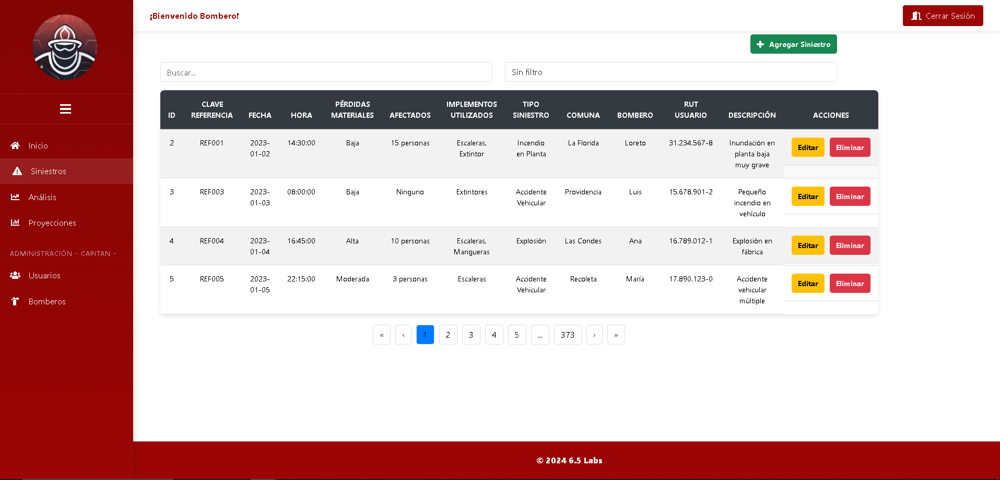 ¡Bienvenido Bombero!
Cerrar Sesión
Inicio
Siniestros
Análisis
Proyecciones
ADMINISTRACIÓN - CAPITAN -
Usuarios
Bomberos
Agregar Siniestro
Buscar...
Sin filtro
ID CLAVE REFERENCIA FECHA HORA PÉRDIDAS MATERIALES AFECTADOS IMPLEMENTOS UTILIZADOS TIPO SINIESTRO COMUNA BOMBERO RUT USUARIO DESCRIPCIÓN ACCIONES
2 REF001 2023-01-02 14:30:00 Baja 15 personas Escaleras, Extintor Incendio en Planta La Florida Loreto 31.234.567-8 Inundación en planta baja muy grave Editar Eliminar
3 REF003 2023-01-03 08:00:00 Baja Ninguno Extintores Accidente Vehicular Providencia Luis 15.678.901-2 Pequeño incendio en vehículo Editar Eliminar
4 REF004 2023-01-04 16:45:00 Alta 10 personas Escaleras, Mangueras Explosión Las Condes Ana 16.789.012-1 Explosión en fábrica Editar Eliminar
5 REF005 2023-01-05 22:15:00 Moderada 3 personas Escaleras Accidente Vehicular Recoleta María 17.890.123-0 Accidente vehicular múltiple Editar Eliminar
« ‹ 1 2 3 4 5 ... 373 › »
© 2024 6.5 Labs